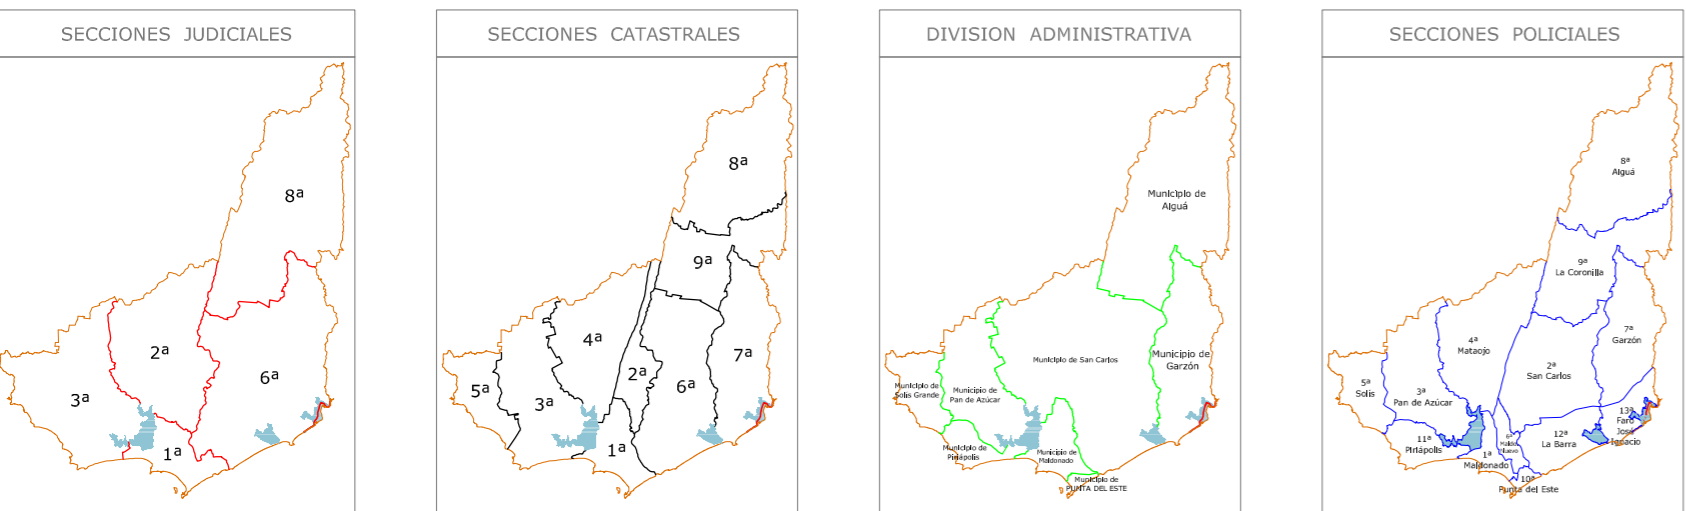 SECCIONES JUDICIALES
8ª
2ª
6ª
3ª
1ª
SECCIONES CATASTRALES
8ª
9ª
4ª
7ª
2ª
5ª
6ª
3ª
1ª
DIVISION ADMINISTRATIVA
Municipio de
Aiguá
Municipio de San Carlos
Municipio de
Garzón
Municipio de
Solís Grande
Municipio de
Pan de Azúcar
Municipio de
Piriápolis
Municipio de
Maldonado
Municipio de
PUNTA DEL ESTE
SECCIONES POLICIALES
8ª
Aiguá
9ª
La Coronilla
7ª
Garzón
4ª
Mataojo
2ª
San Carlos
5ª
Solís
3ª
Pan de Azúcar
13ª
Faro
José
Ignacio
11ª
Piriápolis
12ª
La Barra
6ª
1ª
Maldonado
10ª
Punta del Este